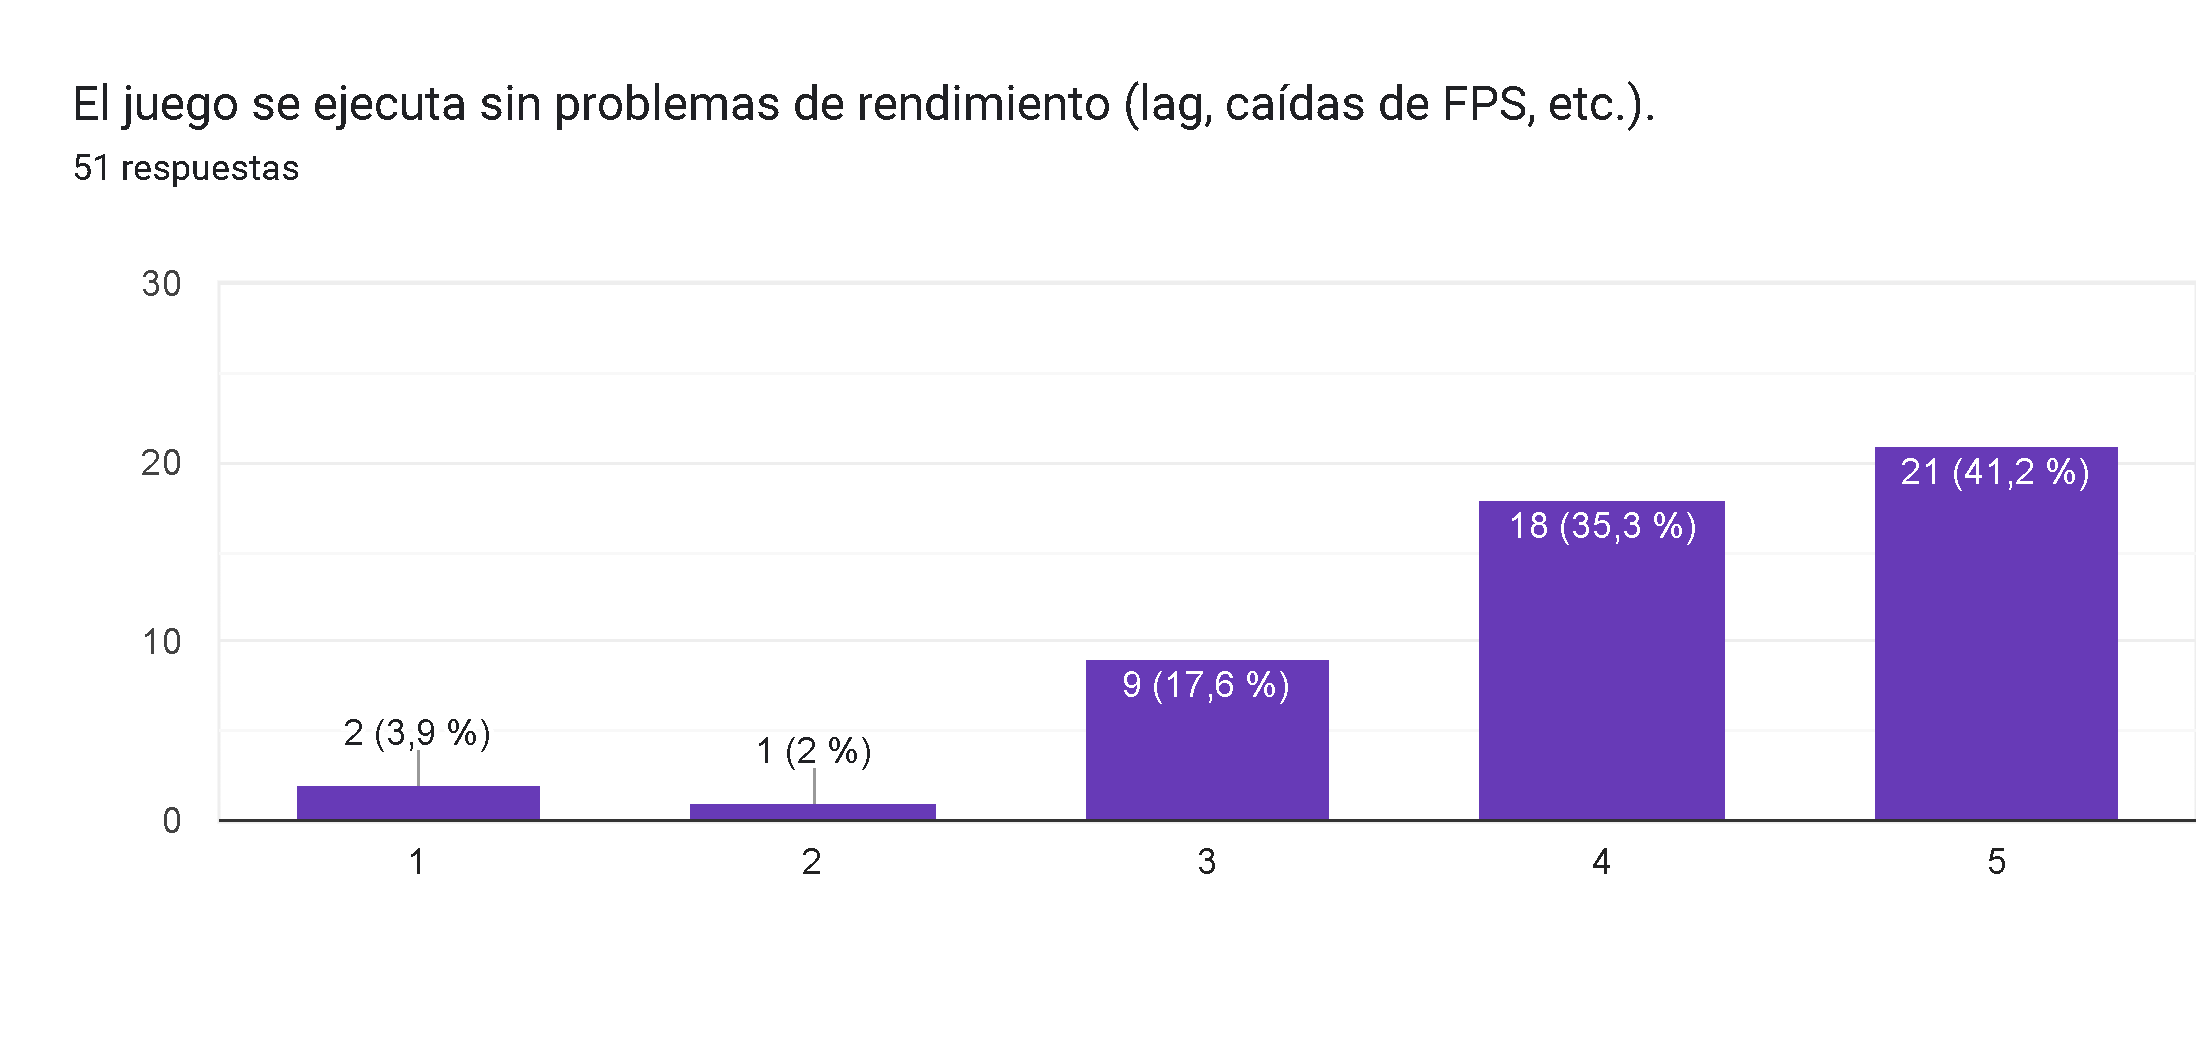 El juego se ejecuta sin problemas de rendimiento (lag, caídas de FPS, etc.).
51 respuestas
30
20
10
0
2 (3,9 %)
1 (2 %)
9 (17,6 %)
18 (35,3 %)
21 (41,2 %)
1
2
3
4
5